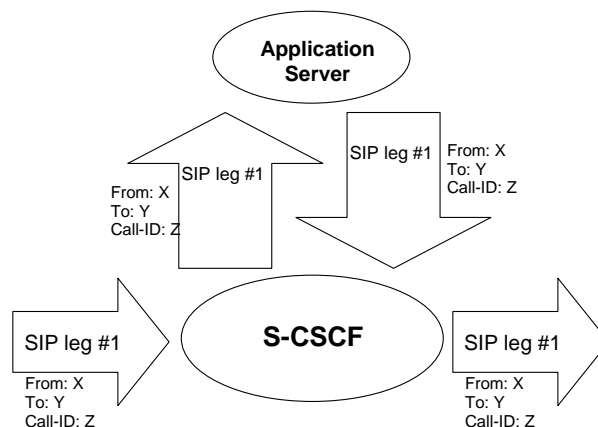 Application
Server
SIP leg #1
From: X
To: Y
Call-ID: Z
SIP leg #1
From: X
To: Y
Call-ID: Z
S-CSCF
SIP leg #1
From: X
To: Y
Call-ID: Z
SIP leg #1
From: X
To: Y
Call-ID: Z